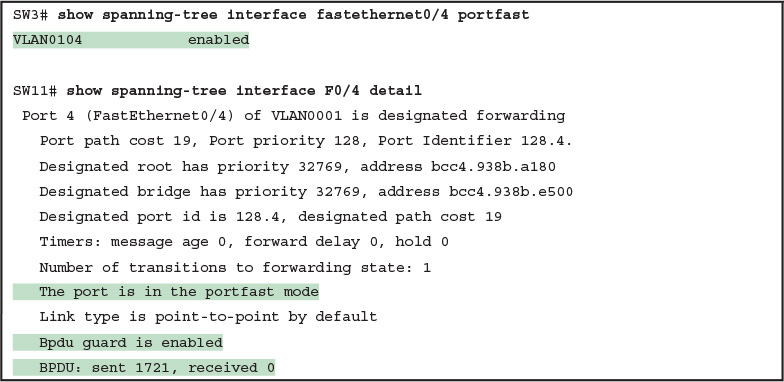 SW3# show spanning-tree interface fastethernet0/4 portfast
VLAN0104            enabled
SW11# show spanning-tree interface F0/4 detail
 Port 4 (FastEthernet0/4) of VLAN0001 is designated forwarding
   Port path cost 19, Port priority 128, Port Identifier 128.4.
   Designated root has priority 32769, address bcc4.938b.a180
   Designated bridge has priority 32769, address bcc4.938b.e500
   Designated port id is 128.4, designated path cost 19
   Timers: message age 0, forward delay 0, hold 0
   Number of transitions to forwarding state: 1
   The port is in the portfast mode
   Link type is point-to-point by default
   Bpdu guard is enabled
   BPDU: sent 1721, received 0